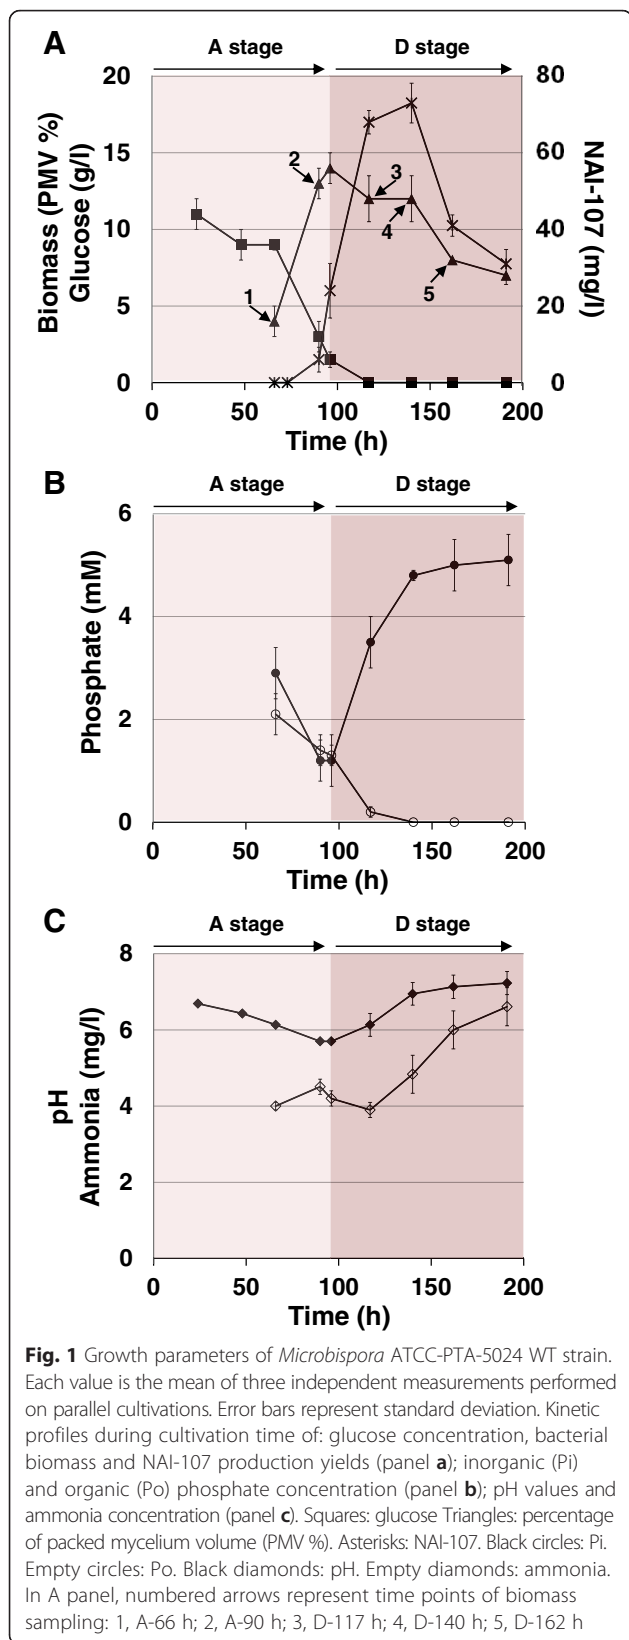 A
A stage
D stage
20
15
10
5
0
Biomass (PMV %)
Glucose (g/l)
80
60
40
20
0
NAI-107 (mg/l)
1
2
3
4
5
0
50
100
150
200
Time (h)
B
A stage
D stage
6
4
2
0
Phosphate (mM)
0
50
100
150
200
Time (h)
C
A stage
D stage
8
6
4
2
0
pH
Ammonia (mg/l)
0
50
100
150
200
Time (h)
Fig. 1 Growth parameters of Microbispora ATCC-PTA-5024 WT strain.
Each value is the mean of three independent measurements performed
on parallel cultivations. Error bars represent standard deviation. Kinetic
profiles during cultivation time of: glucose concentration, bacterial
biomass and NAI-107 production yields (panel a); inorganic (Pi)
and organic (Po) phosphate concentration (panel b); pH values and
ammonia concentration (panel c). Squares: glucose Triangles: percentage
of packed mycelium volume (PMV %). Asterisks: NAI-107. Black circles: Pi.
Empty circles: Po. Black diamonds: pH. Empty diamonds: ammonia.
In A panel, numbered arrows represent time points of biomass
sampling: 1, A-66 h; 2, A-90 h; 3, D-117 h; 4, D-140 h; 5, D-162 h